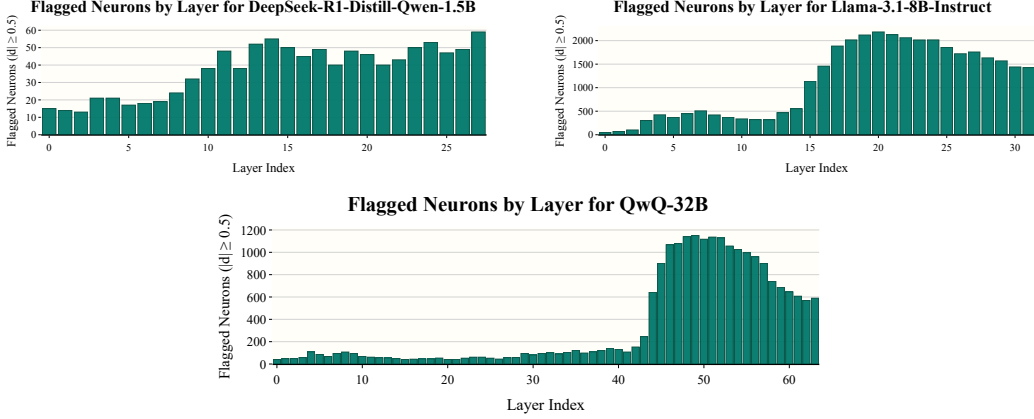 Flagged Neurons by Layer for DeepSeek-R1-Distill-Qwen-1.5B
Flagged Neurons (|d| ≥ 0.5)
60
50
40
30
20
10
0
0 5 10 15 20 25
Layer Index
Flagged Neurons by Layer for Llama-3.1-8B-Instruct
Flagged Neurons (|d| ≥ 0.5)
2000
1500
1000
500
0
0 5 10 15 20 25 30
Layer Index
Flagged Neurons by Layer for QwQ-32B
Flagged Neurons (|d| ≥ 0.5)
1200
1000
800
600
400
200
0
0 10 20 30 40 50 60
Layer Index